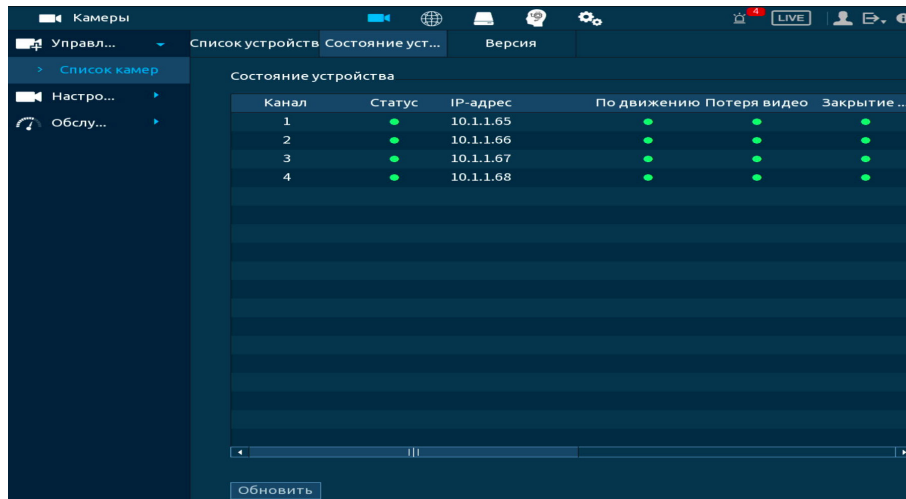 Камеры
4
LIVE
Управл...
Список устройств Состояние уст... Версия
Список камер
Состояние устройства
Настро...
Обслу...
Канал Статус IP-адрес По движению Потеря видео Закрытие ...
1 10.1.1.65
2 10.1.1.66
3 10.1.1.67
4 10.1.1.68
Обновить